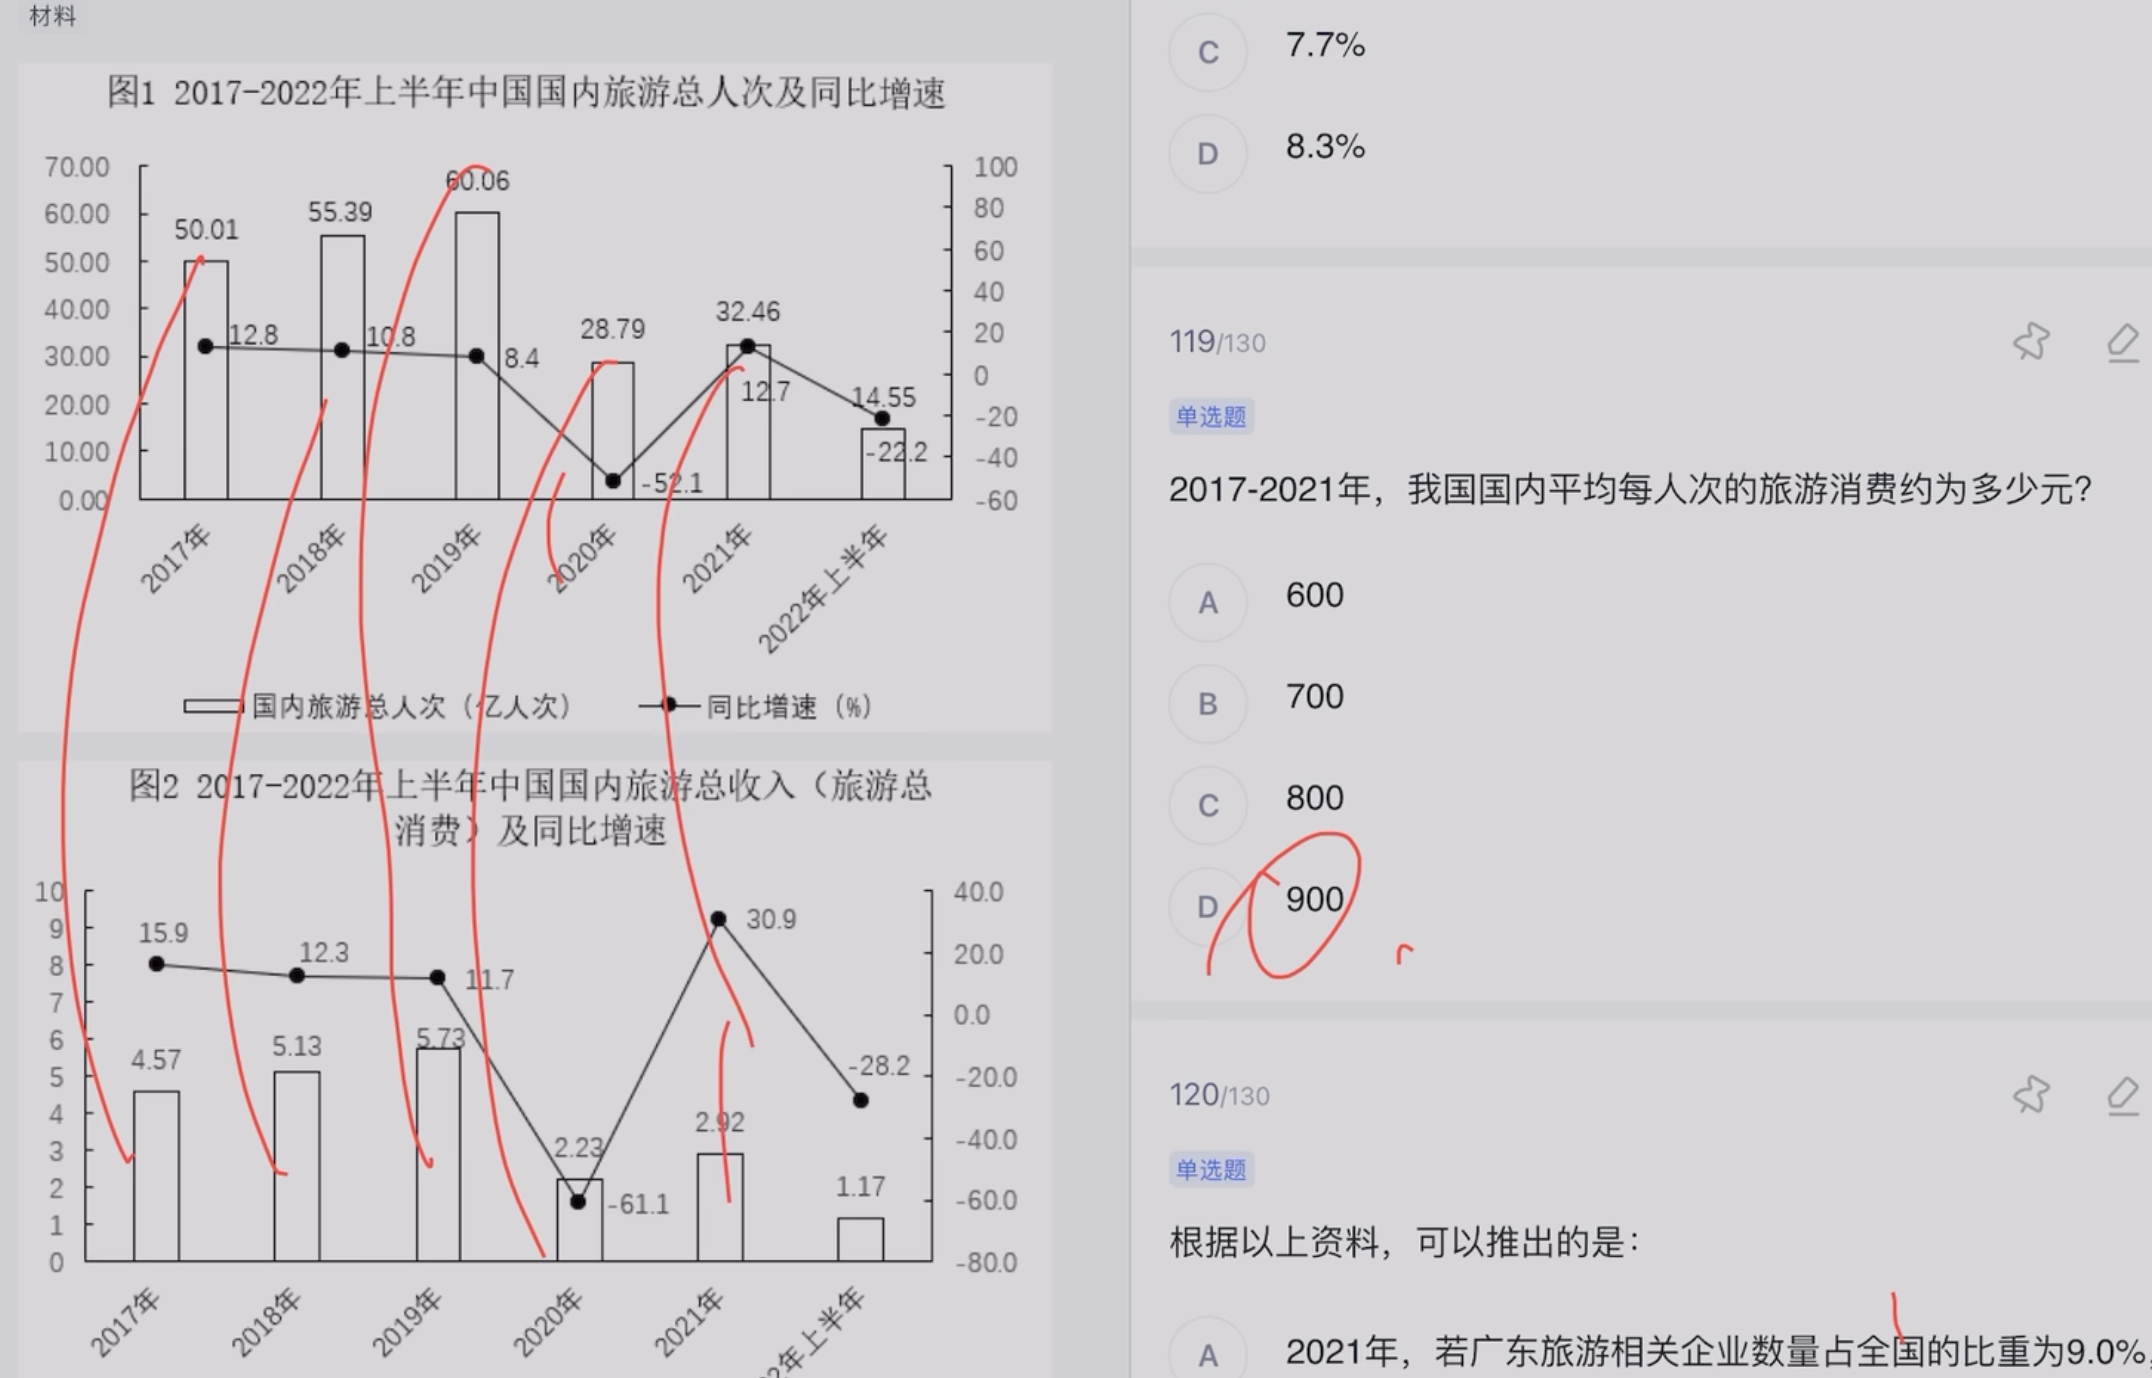 材料
图1 2017-2022年上半年中国国内旅游总人次及同比增速
70.00
60.00
50.00
40.00
30.00
20.00
10.00
0.00
100
80
60
40
20
0
-20
-40
-60
50.01
55.39
60.06
28.79
32.46
14.55
12.8
10.8
8.4
-52.1
12.7
-22.2
2017年
2018年
2019年
2020年
2021年
2022年上半年
国内旅游总人次（亿人次）
同比增速（%）
图2 2017-2022年上半年中国国内旅游总收入（旅游总
消费）及同比增速
10
9
8
7
6
5
4
3
2
1
0
40.0
20.0
0.0
-20.0
-40.0
-60.0
-80.0
15.9
12.3
11.7
-61.1
30.9
-28.2
4.57
5.13
5.73
2.23
2.92
1.17
2017年
2018年
2019年
2020年
2021年
2年上半年
C 7.7%
D 8.3%
119/130
单选题
2017-2021年，我国国内平均每人次的旅游消费约为多少元？
A 600
B 700
C 800
D 900
120/130
单选题
根据以上资料，可以推出的是：
A 2021年，若广东旅游相关企业数量占全国的比重为9.0%，